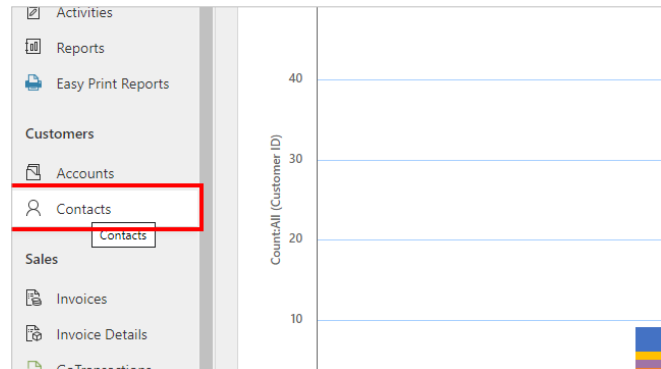 Activities
Reports
Easy Print Reports
Customers
Accounts
Contacts
Contacts
Sales
Invoices
Invoice Details
GoTransactions
Count:All (Customer ID)
40
30
20
10